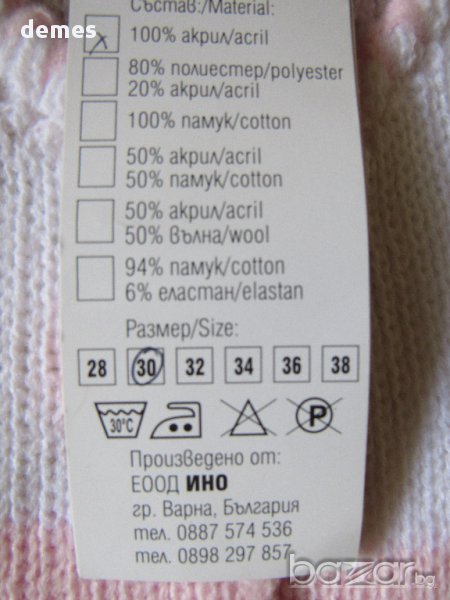 demes
Състав:/Material:
100% акрил/acril
80% полиестер/polyester
20% акрил/acril
100% памук/cotton
50% акрил/acril
50% памук/cotton
50% акрил/acril
50% вълна/wool
94% памук/cotton
6% еластан/elastan
Размер/Size:
28 30 32 34 36 38
30°C P
Произведено от:
ЕООД ИНО
гр. Варна, България
тел. 0887 574 536
тел. 0898 297 857
bazar.bg